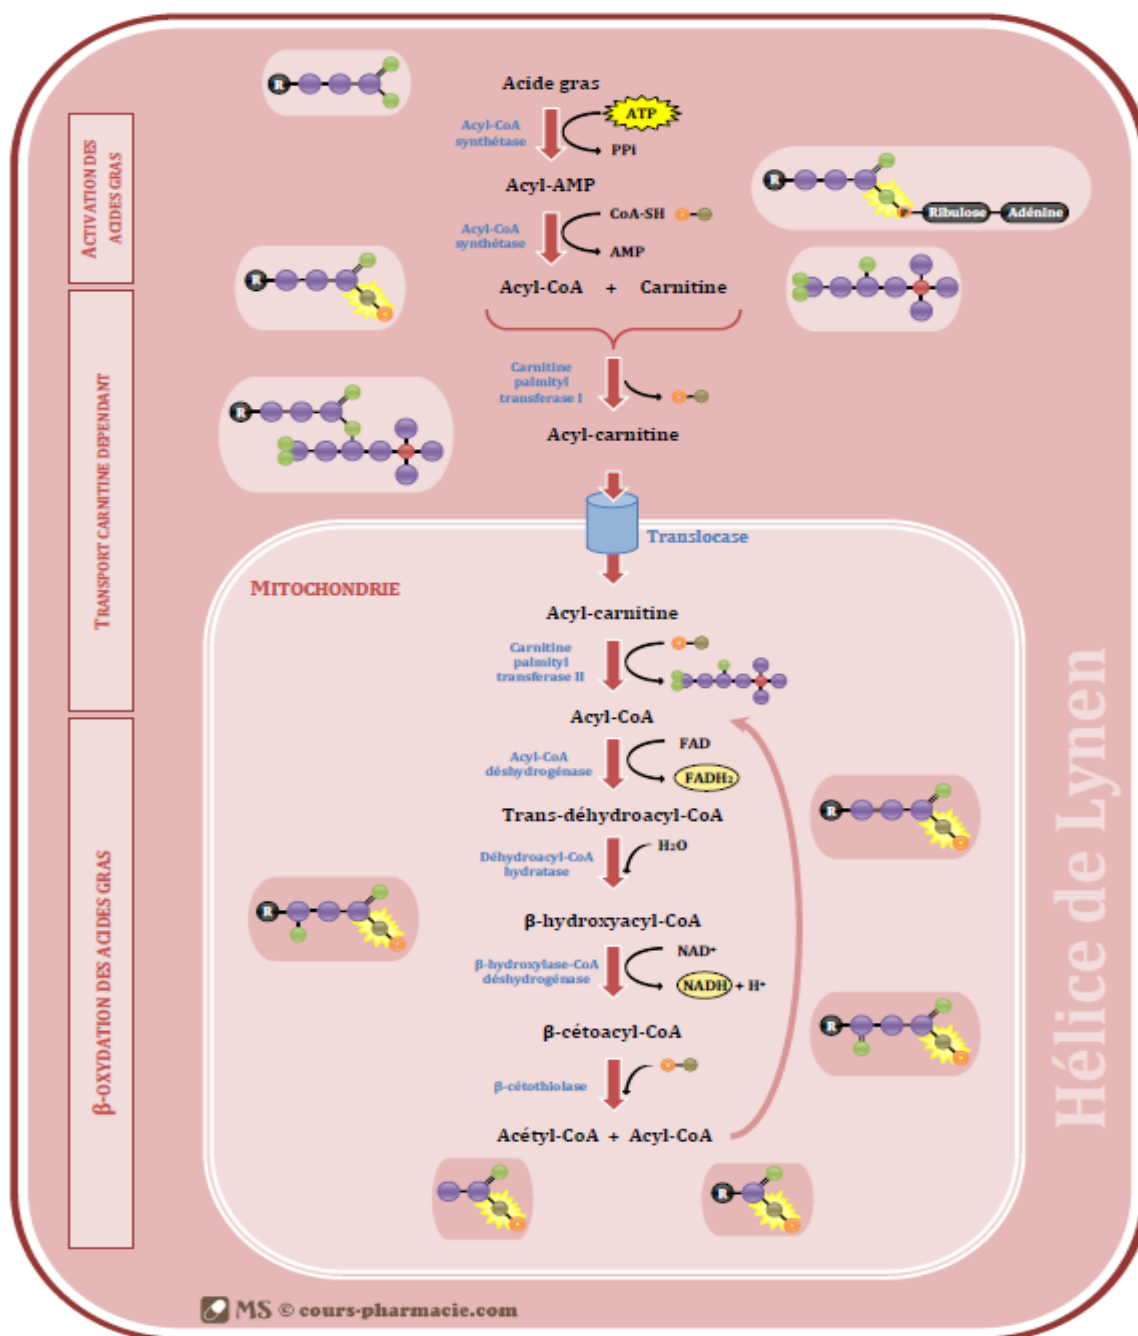 R
Acide gras
ATP
Acyl-CoA
synthétase
PPi
ACTIVATION DES
ACIDES GRAS
Acyl-AMP
R
P
Ribulose
Adénine
Acyl-CoA
synthétase
CoA-SH
AMP
R
Acyl-CoA + Carnitine
TRANSPORT CARNITINE DEPENDANT
Carnitine
palmityl
transferase I
R
Acyl-carnitine
Translocase
MITOCHONDRIE
Acyl-carnitine
Carnitine
palmityl
transferase II
Acyl-CoA
β-OXYDATION DES ACIDES GRAS
Acyl-CoA
déshydrogénase
FAD
FADH₂
Trans-déhydroacyl-CoA
R
Déhydroacyl-CoA
hydratase
H₂O
R
β-hydroxyacyl-CoA
β-hydroxylase-CoA
déshydrogénase
NAD⁺
NADH + H⁺
β-cétoacyl-CoA
R
β-cétothiolase
Acétyl-CoA + Acyl-CoA
R
Hélice de Lynen
MS © cours-pharmacie.com